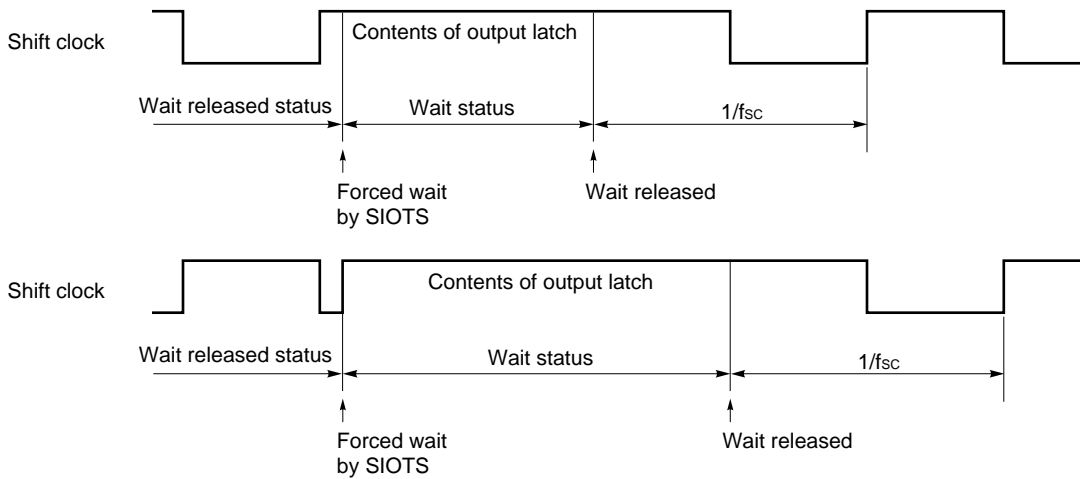 Shift clock
Contents of output latch
Wait released status
Wait status
1/fSC
Forced wait
by SIOTS
Wait released
Shift clock
Contents of output latch
Wait released status
Wait status
1/fSC
Forced wait
by SIOTS
Wait released